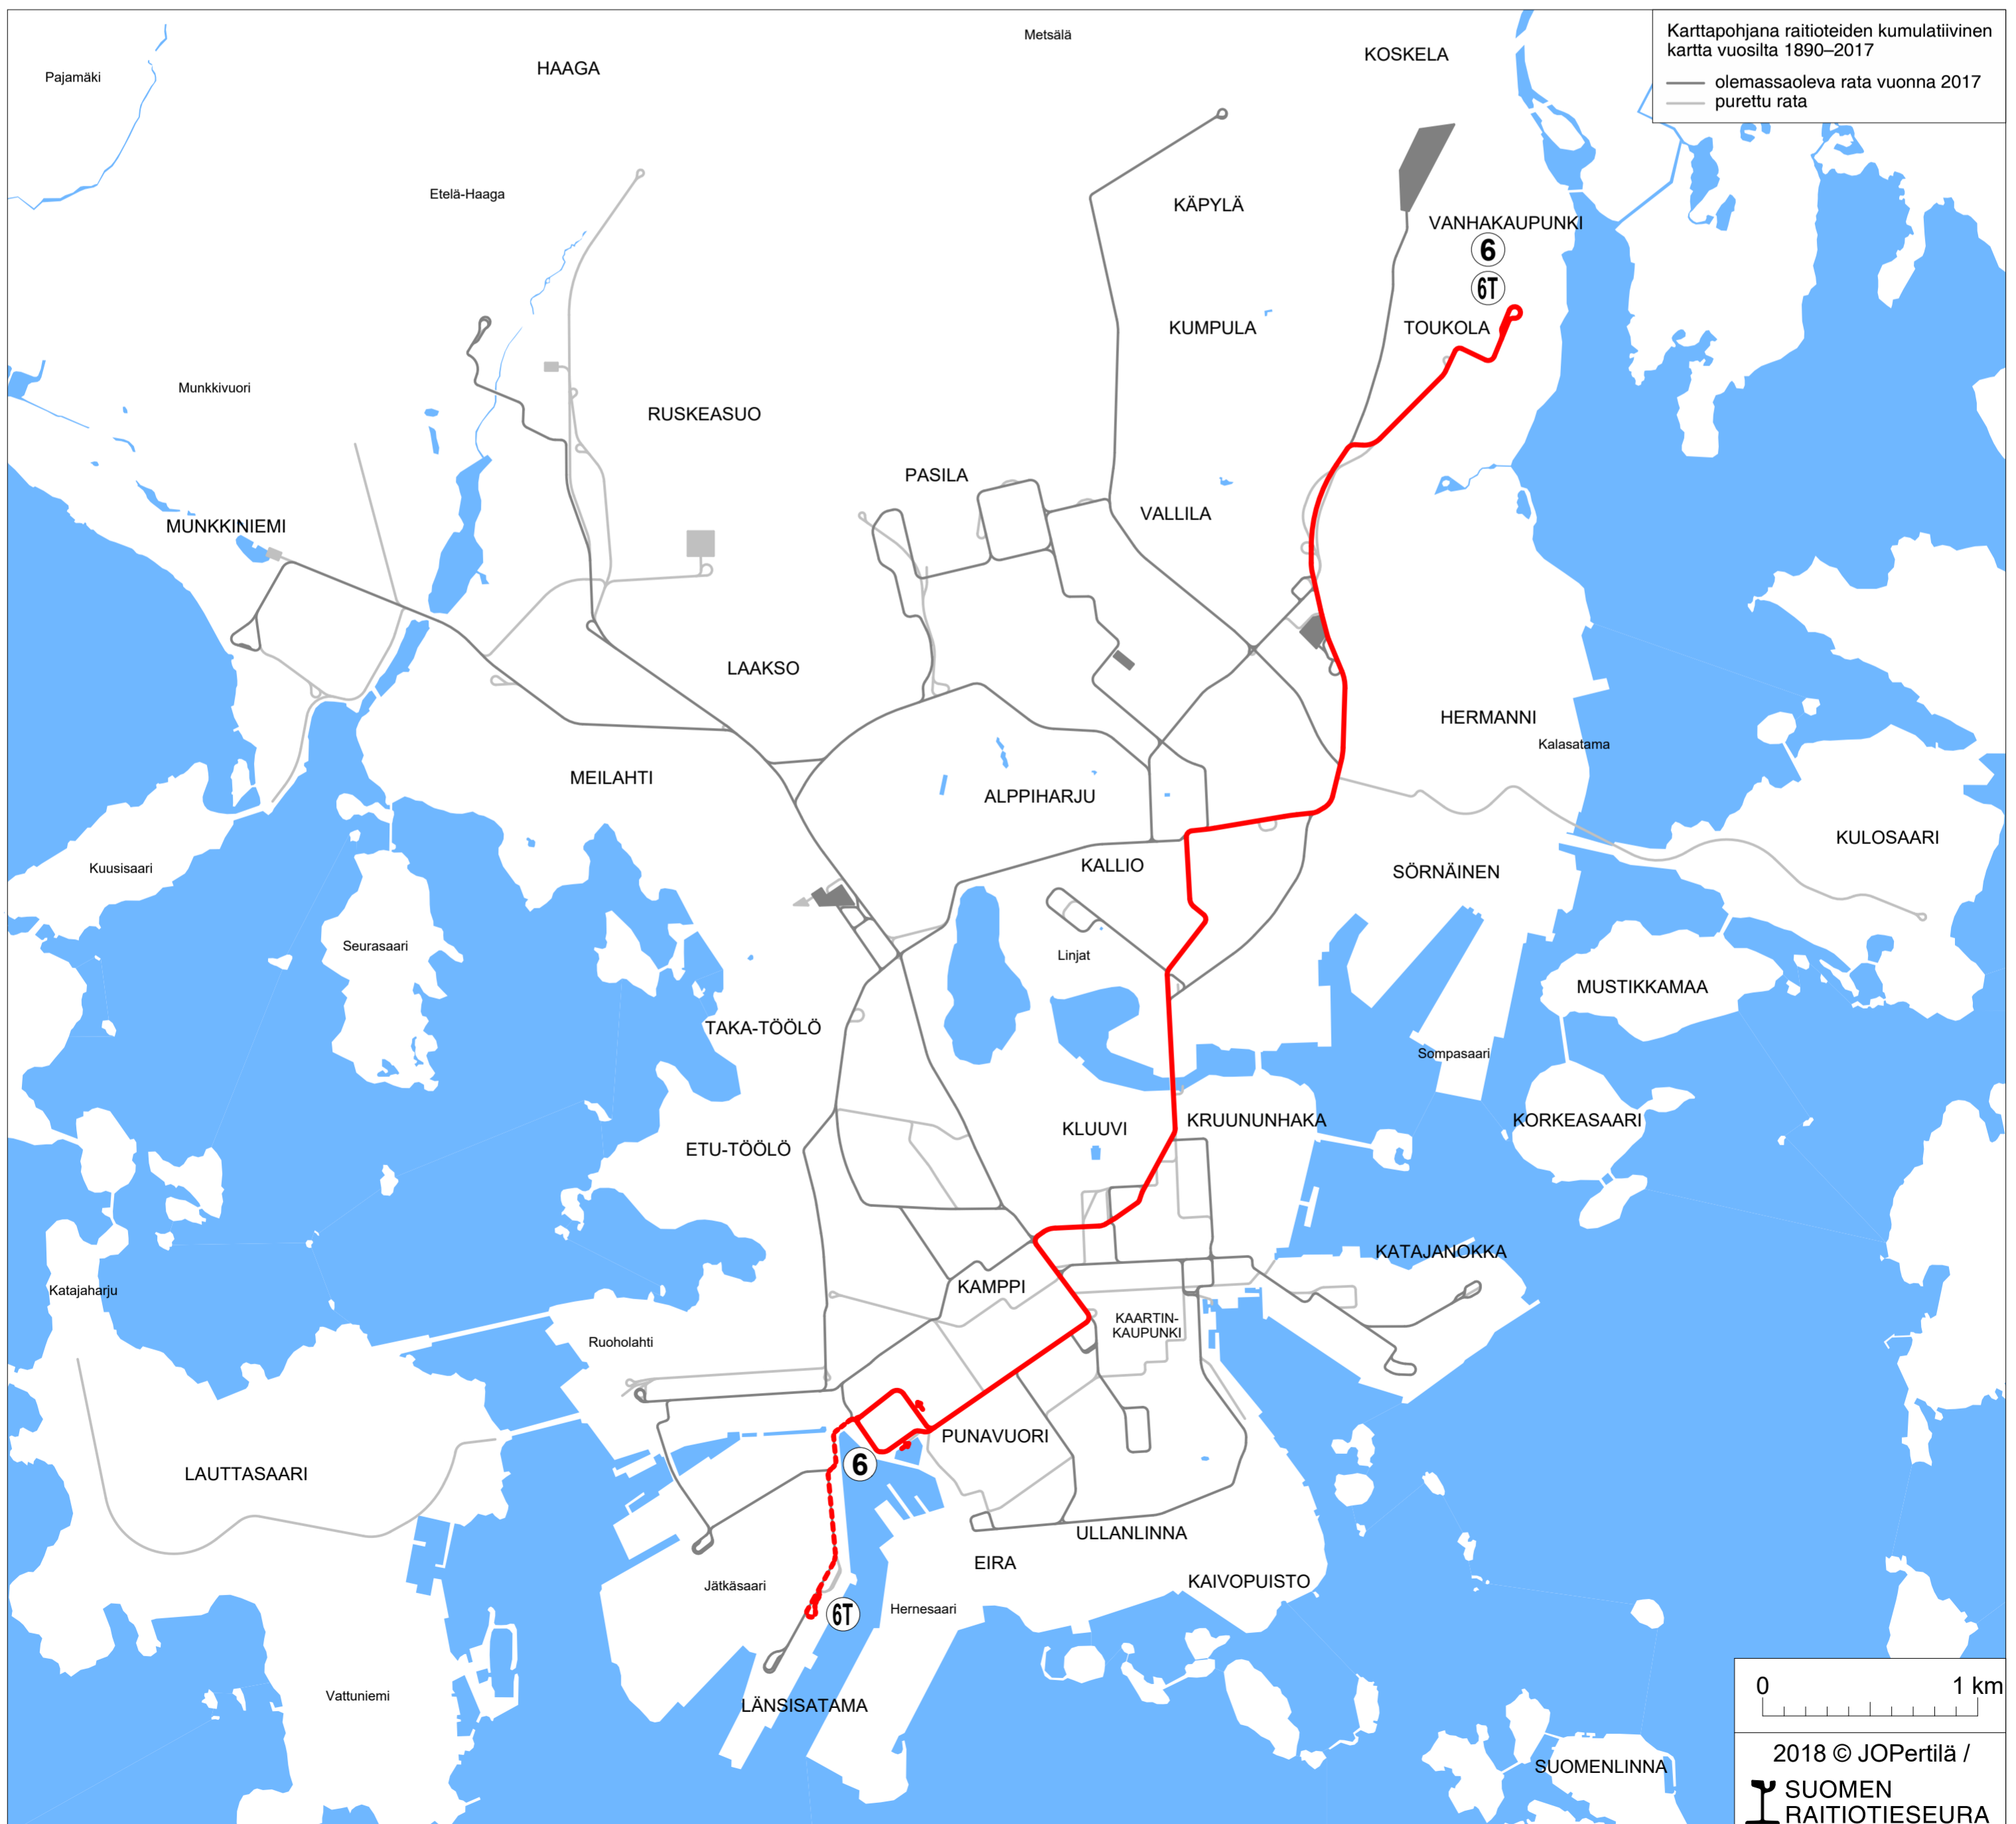 Karttapohjana raitioteiden kumulatiivinen
kartta vuosilta 1890–2017
olemassaoleva rata vuonna 2017
purettu rata
Metsälä
KOSKELA
HAAGA
Pajamäki
Etelä-Haaga
KÄPYLÄ
VANHAKAUPUNKI
6
6T
KUMPULA
TOUKOLA
Munkkivuori
RUSKEASUO
PASILA
VALLILA
MUNKKINIEMI
LAAKSO
HERMANNI
Kalasatama
MEILAHTI
ALPPIHARJU
KULOSAARI
Kuusisaari
KALLIO
SÖRNÄINEN
Seurasaari
Linjat
MUSTIKKAMAA
TAKA-TÖÖLÖ
Sompasaari
KLUUVI
KRUUNUNHAKA
KORKEASAARI
ETU-TÖÖLÖ
KATAJANOKKA
Katajaharju
KAMPPI
KAARTIN-
KAUPUNKI
Ruoholahti
PUNAVUORI
6
LAUTTASAARI
ULLANLINNA
EIRA
KAIVOPUISTO
Jätkäsaari
Hernesaari
6T
Vattuniemi
LÄNSISATAMA
SUOMENLINNA
0 1 km
2018 © JOPertilä /
SUOMEN
RAITIOTIESEURA